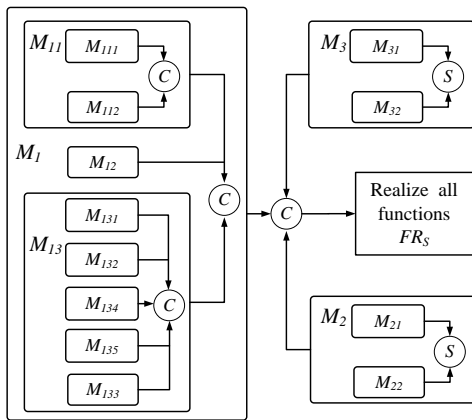 M11
M111
C
M112
M1
M12
C
M13
M131
M132
M134
C
M135
M133
M3
M31
S
M32
C
Realize all
functions
FRS
M2
M21
S
M22